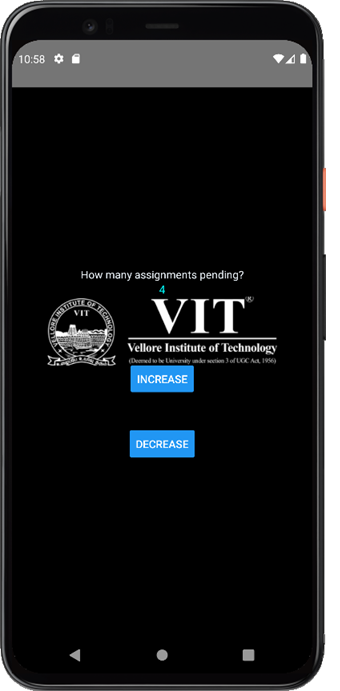 10:58
How many assignments pending?
4
VELLORE INSTITUTE OF TECHNOLOGY
VIT
VIT®
Vellore Institute of Technology
(Deemed to be University under section 3 of UGC Act, 1956)
INCREASE
DECREASE